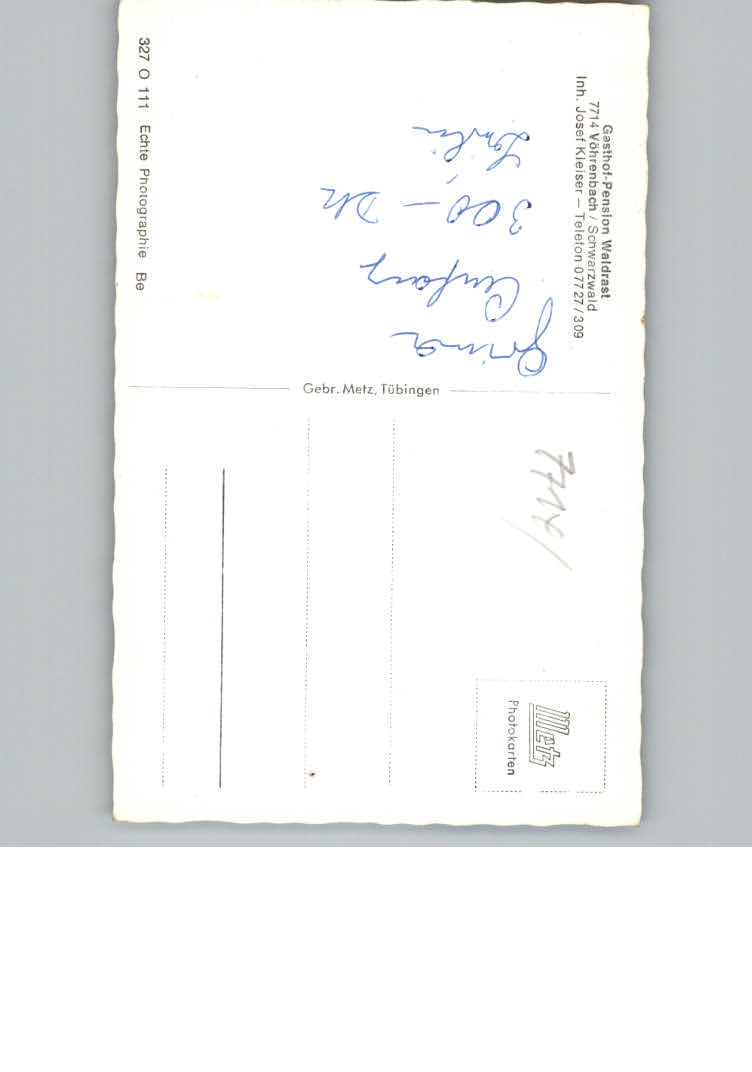 Gasthof-Pension Waldrast
7714 Vöhrenbach / Schwarzwald
Inh. Josef Kleiser – Telefon 07727/309
300,– DM
327 O 111 Echte Photographie Be
Gebr. Metz, Tübingen
Metz
Photokarten